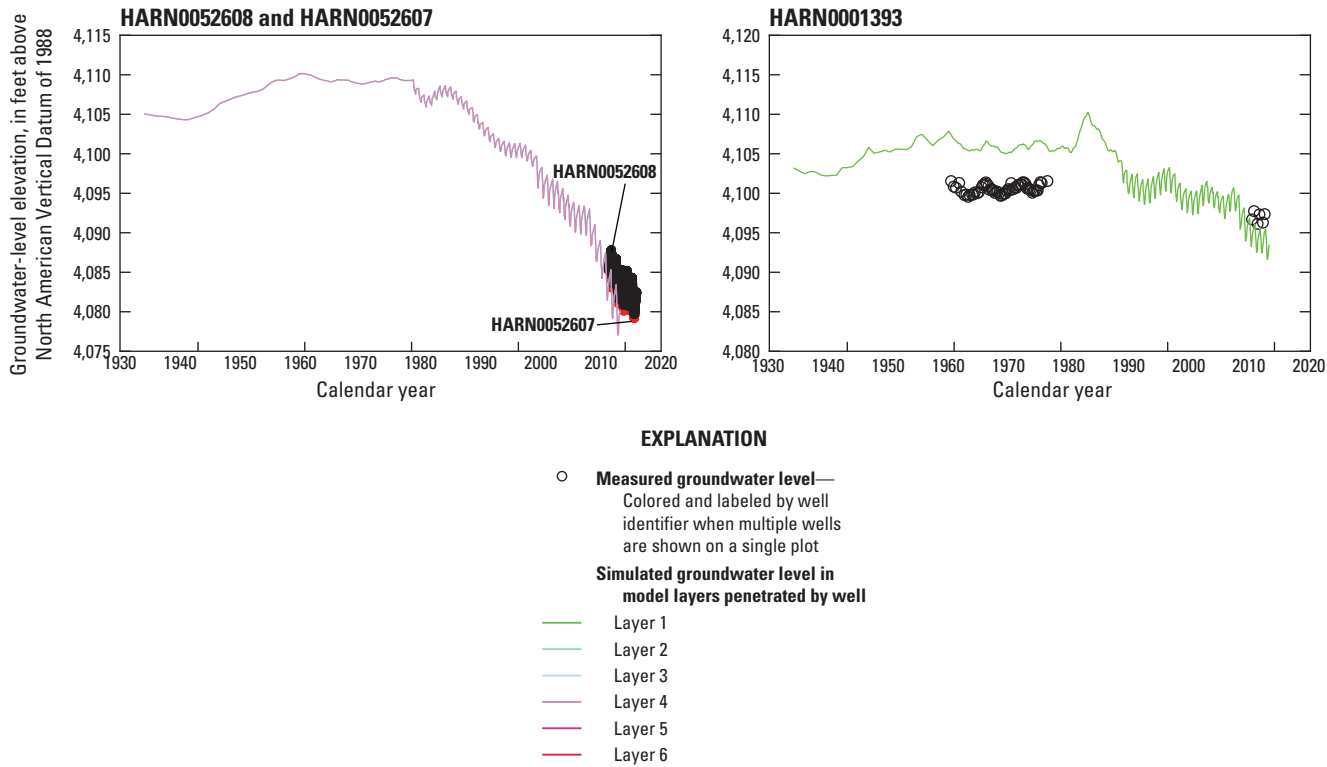 HARN0052608 and HARN0052607
Groundwater-level elevation, in feet above
North American Vertical Datum of 1988
4,115
4,110
4,105
4,100
4,095
4,090
4,085
4,080
4,075
HARN0052608
HARN0052607
1930 1940 1950 1960 1970 1980 1990 2000 2010 2020
Calendar year
HARN0001393
4,120
4,115
4,110
4,105
4,100
4,095
4,090
4,085
4,080
1930 1940 1950 1960 1970 1980 1990 2000 2010 2020
Calendar year
EXPLANATION
Measured groundwater level—
Colored and labeled by well
identifier when multiple wells
are shown on a single plot
Simulated groundwater level in
model layers penetrated by well
Layer 1
Layer 2
Layer 3
Layer 4
Layer 5
Layer 6